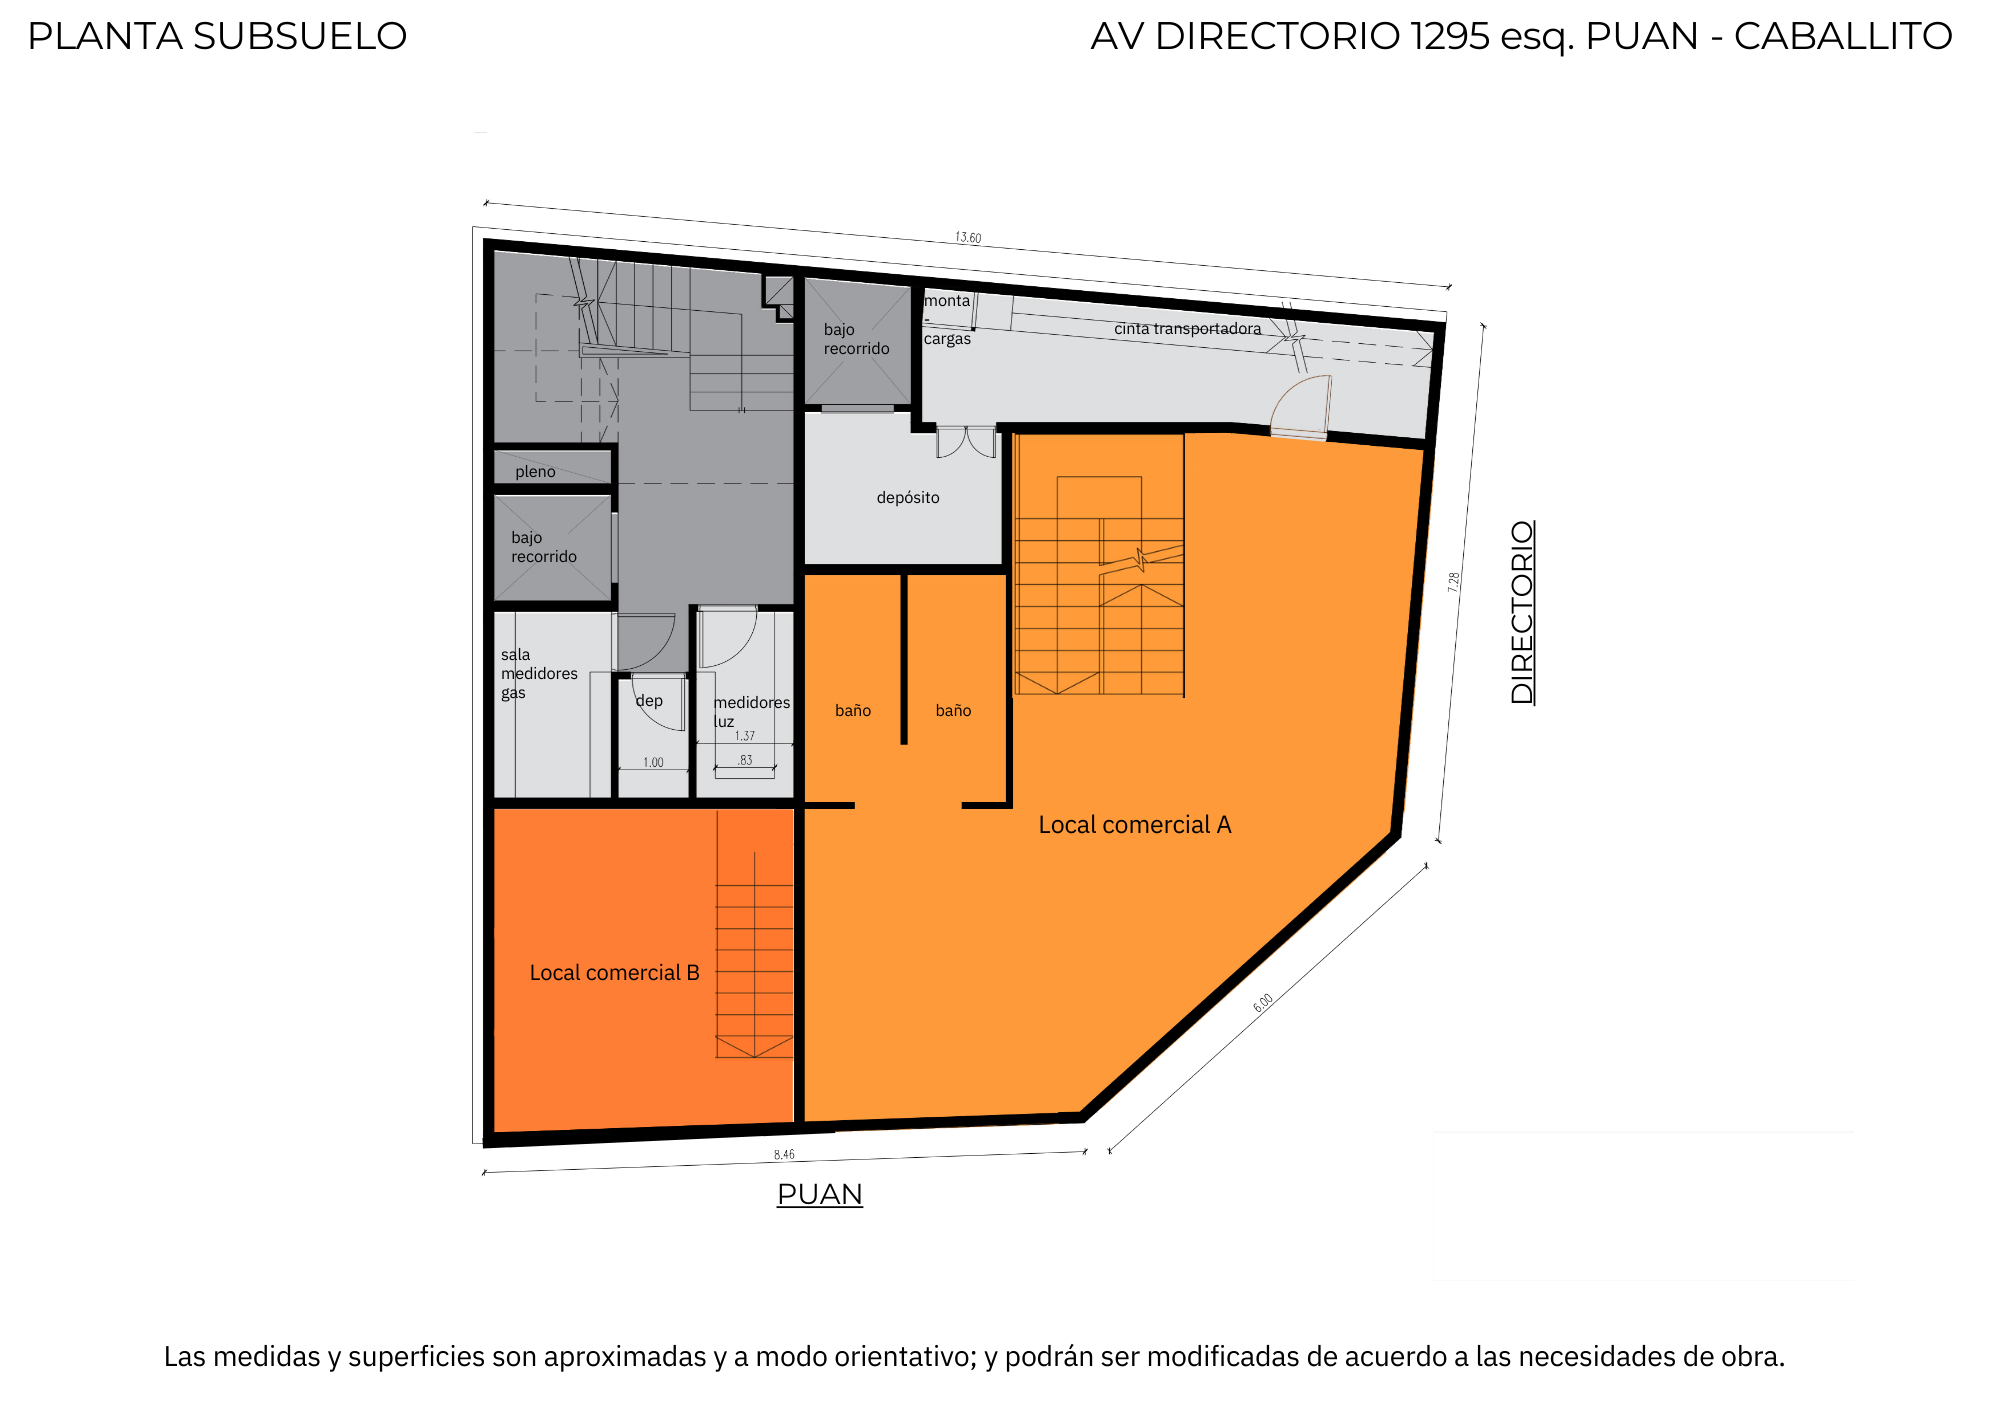 PLANTA SUBSUELO
AV DIRECTORIO 1295 esq. PUAN - CABALLITO
13.60
monta
-
cargas
cinta transportadora
bajo
recorrido
pleno
depósito
bajo
recorrido
7.28
DIRECTORIO
sala
medidores
gas
dep
medidores
luz
1.37
.83
1.00
baño
baño
Local comercial A
Local comercial B
6.00
8.46
PUAN
Las medidas y superficies son aproximadas y a modo orientativo; y podrán ser modificadas de acuerdo a las necesidades de obra.